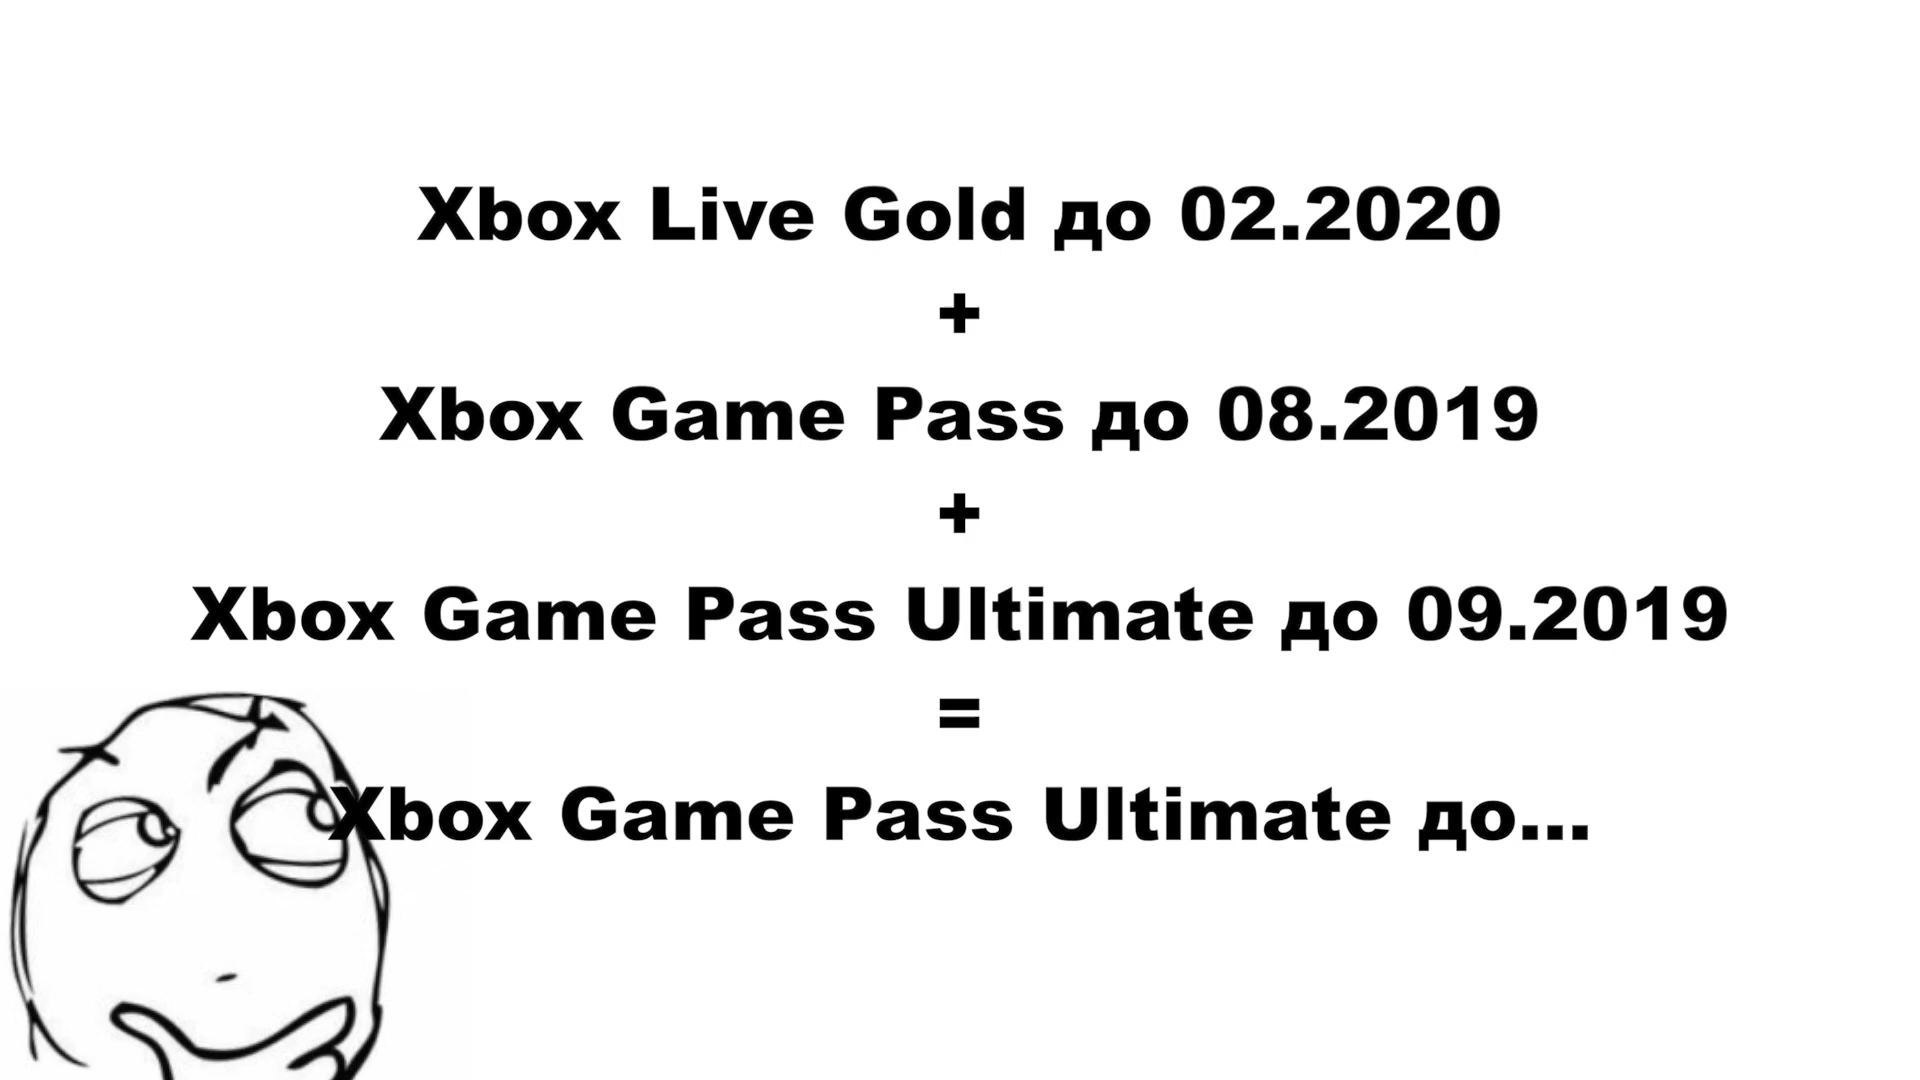 Xbox Live Gold до 02.2020
+
Xbox Game Pass до 08.2019
+
Xbox Game Pass Ultimate до 09.2019
=
Xbox Game Pass Ultimate до...